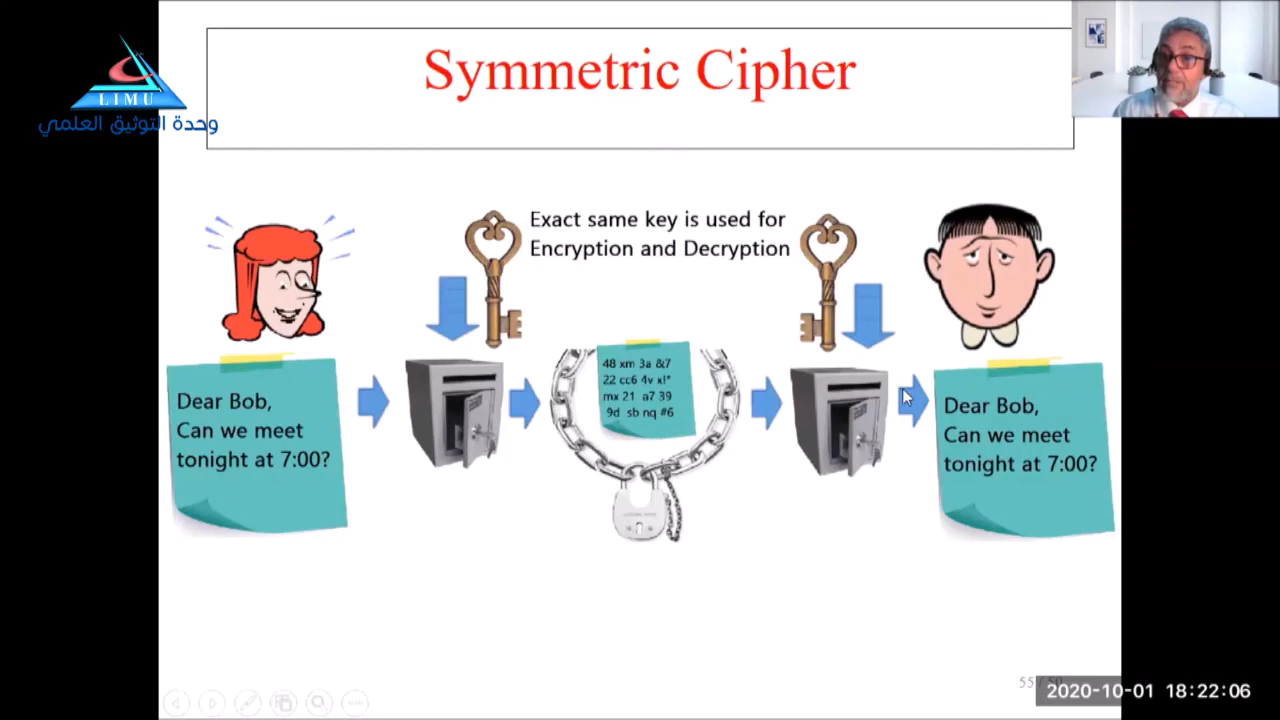 Symmetric Cipher
LIMU
وحدة التوثيق العلمي
Exact same key is used for
Encryption and Decryption
Dear Bob,
Can we meet
tonight at 7:00?
48 xm 3a &7
22 cc6 4v x!*
mx 21 a7 39
9d sb nq #6
Dear Bob,
Can we meet
tonight at 7:00?
55
2020-10-01 18:22:06